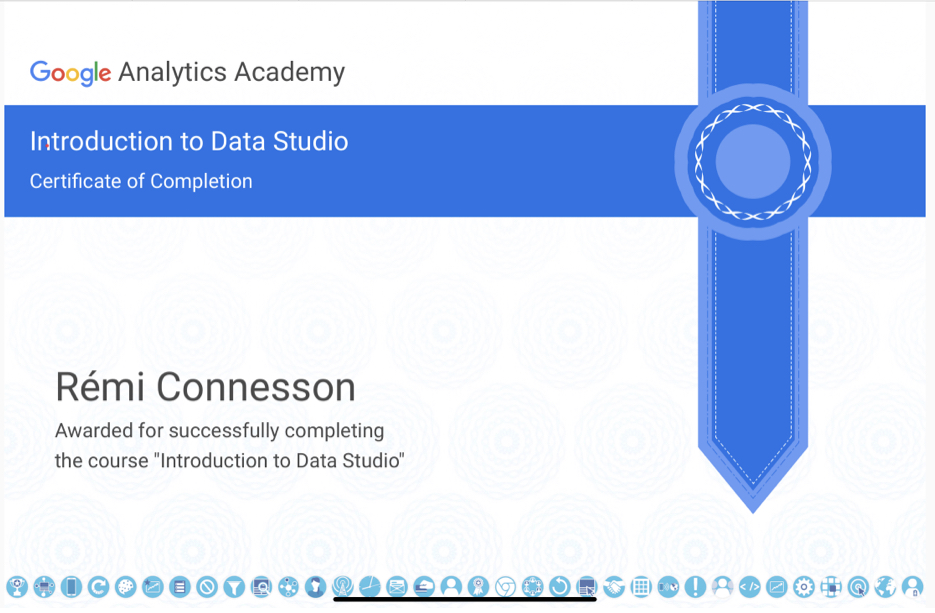 Google Analytics Academy
Introduction to Data Studio
Certificate of Completion
Rémi Connesson
Awarded for successfully completing
the course "Introduction to Data Studio"